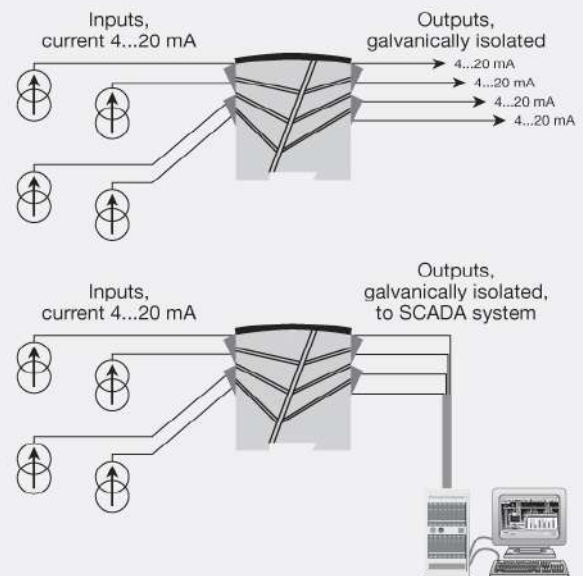 Inputs,
current 4...20 mA
Outputs,
galvanically isolated
4...20 mA
4...20 mA
4...20 mA
4...20 mA
Inputs,
current 4...20 mA
Outputs,
galvanically isolated,
to SCADA system